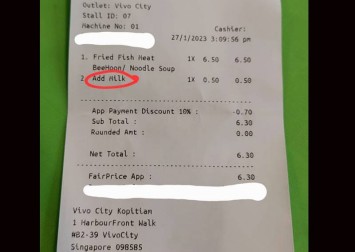 Outlet: Vivo City
Stall ID: 07
Machine No: 01
Cashier:
27/1/2023 3:09:56 pm
1. Fried Fish Meat 1X 6.50 6.50
BeeHoon/ Noodle Soup
2. Add Milk 1X 0.50 0.50
App Payment Discount 10% : -0.70
Sub Total : 6.30
Rounded Amt : 0.00
Net Total : 6.30
FairPrice App : 6.30
Vivo City Kopitiam
1 HarbourFront Walk
#B2-39 VivoCity
Singapore 098585